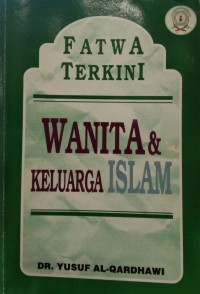 FATWA
TERKINI
WANITA &
KELUARGA ISLAM
DR. YUSUF AL-QARDHAWI